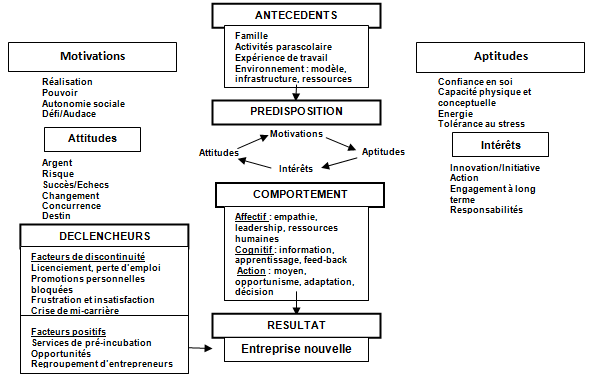 ANTECEDENTS
Famille
Activités parascolaire
Expérience de travail
Environnement : modèle,
infrastructure, ressources
Motivations
Réalisation
Pouvoir
Autonomie sociale
Défi/Audace
Aptitudes
Confiance en soi
Capacité physique et
conceptuelle
Energie
Tolérance au stress
PREDISPOSITION
Motivations
Attitudes
Aptitudes
Intérêts
Attitudes
Argent
Risque
Succès/Echecs
Changement
Concurrence
Destin
Intérêts
Innovation/Initiative
Action
Engagement à long
terme
Responsabilités
COMPORTEMENT
Affectif : empathie,
leadership, ressources
humaines
Cognitif : information,
apprentissage, feed-back
Action : moyen,
opportunisme, adaptation,
décision
DECLENCHEURS
Facteurs de discontinuité
Licenciement, perte d'emploi
Promotions personnelles
bloquées
Frustration et insatisfaction
Crise de mi-carrière
Facteurs positifs
Services de pré-incubation
Opportunités
Regroupement d'entrepreneurs
RESULTAT
Entreprise nouvelle